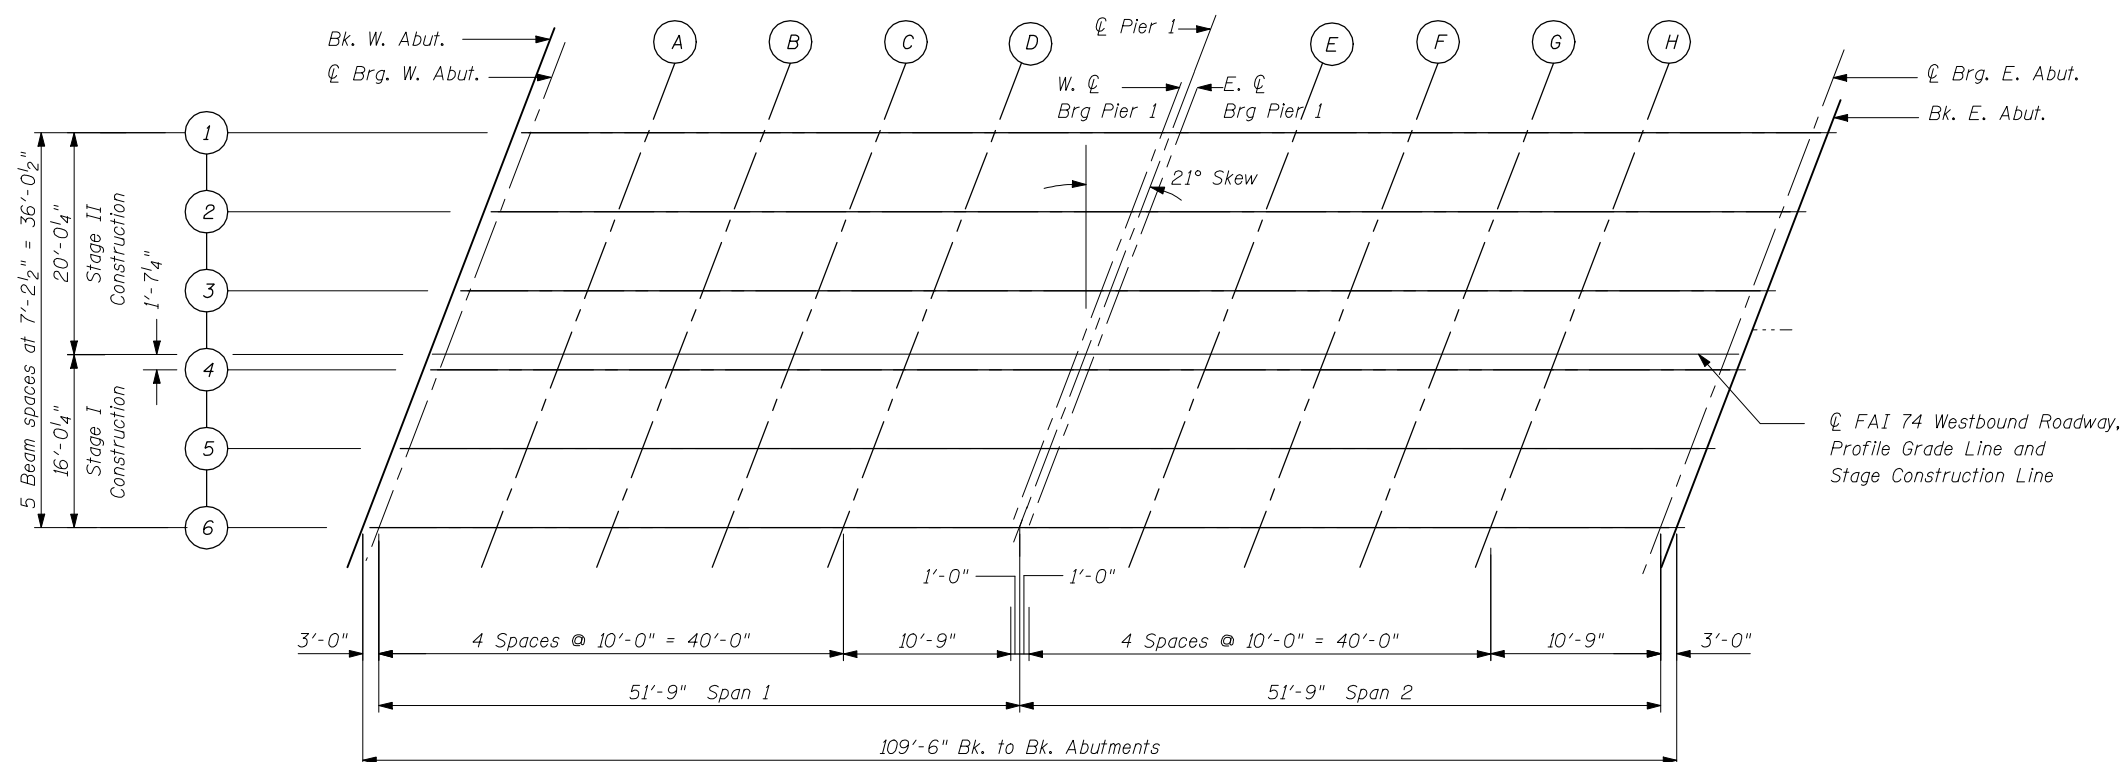 Bk. W. Abut.
℄ Brg. W. Abut.
A
B
C
D
℄ Pier 1
W. ℄
Brg Pier 1
E. ℄
Brg Pier 1
E
F
G
H
℄ Brg. E. Abut.
Bk. E. Abut.
21° Skew
1
2
3
4
5
6
5 Beam spaces at 7'-2½" = 36'-0½"
20'-0¼"
Stage II
Construction
1'-7¼"
16'-0¼"
Stage I
Construction
℄ FAI 74 Westbound Roadway,
Profile Grade Line and
Stage Construction Line
1'-0"
1'-0"
3'-0"
4 Spaces @ 10'-0" = 40'-0"
10'-9"
4 Spaces @ 10'-0" = 40'-0"
10'-9"
3'-0"
51'-9" Span 1
51'-9" Span 2
109'-6" Bk. to Bk. Abutments